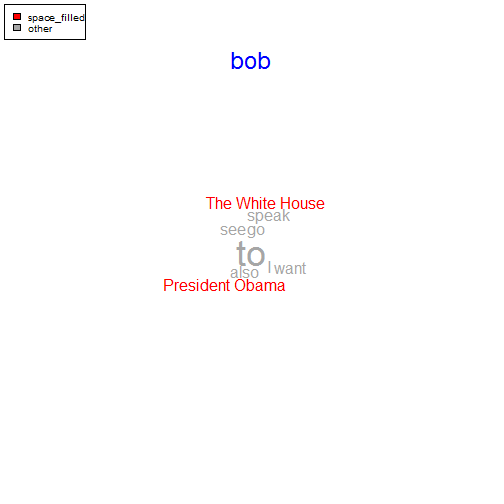 space_filled
other
bob
The White House
speak
see go
to
also I want
President Obama